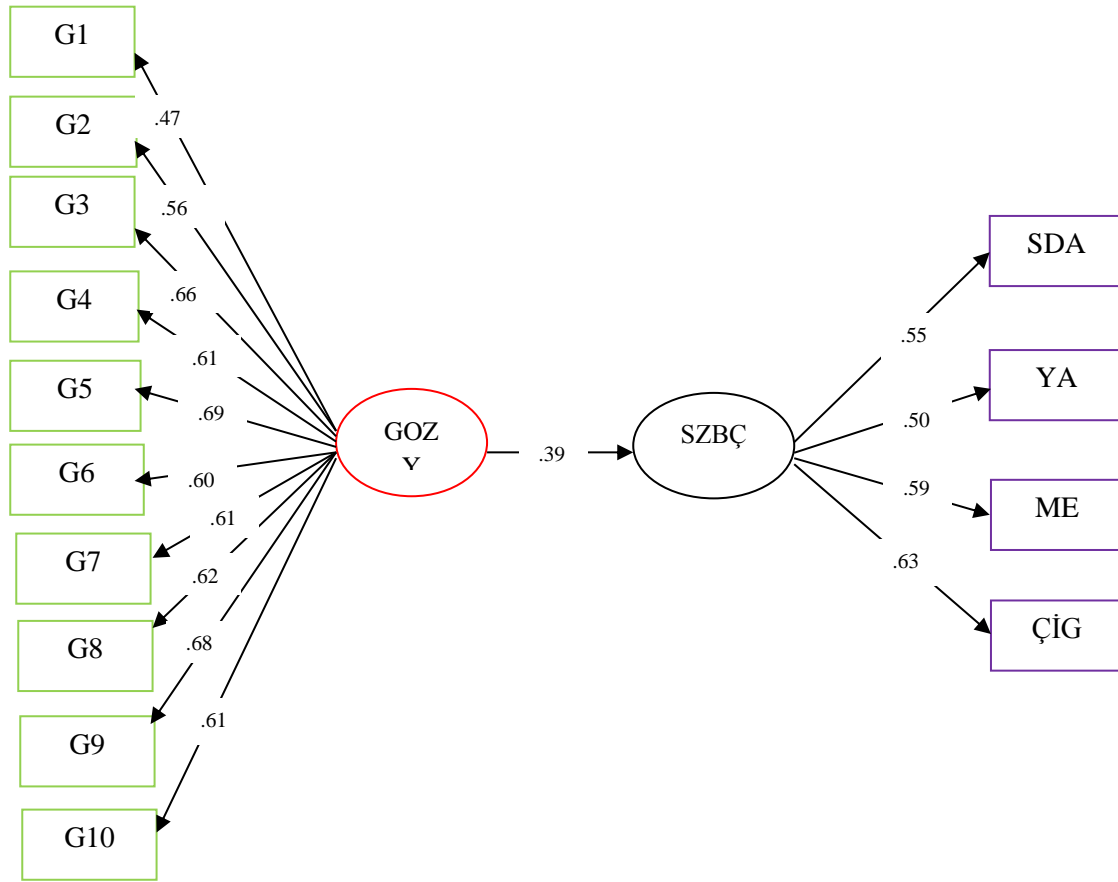 G1
G2
G3
G4
G5
G6
G7
G8
G9
G10
.47
.56
.66
.61
.69
.60
.61
.62
.68
.61
GOZ
Y
.39
SZBÇ
.55
.50
.59
.63
SDA
YA
ME
ÇİG